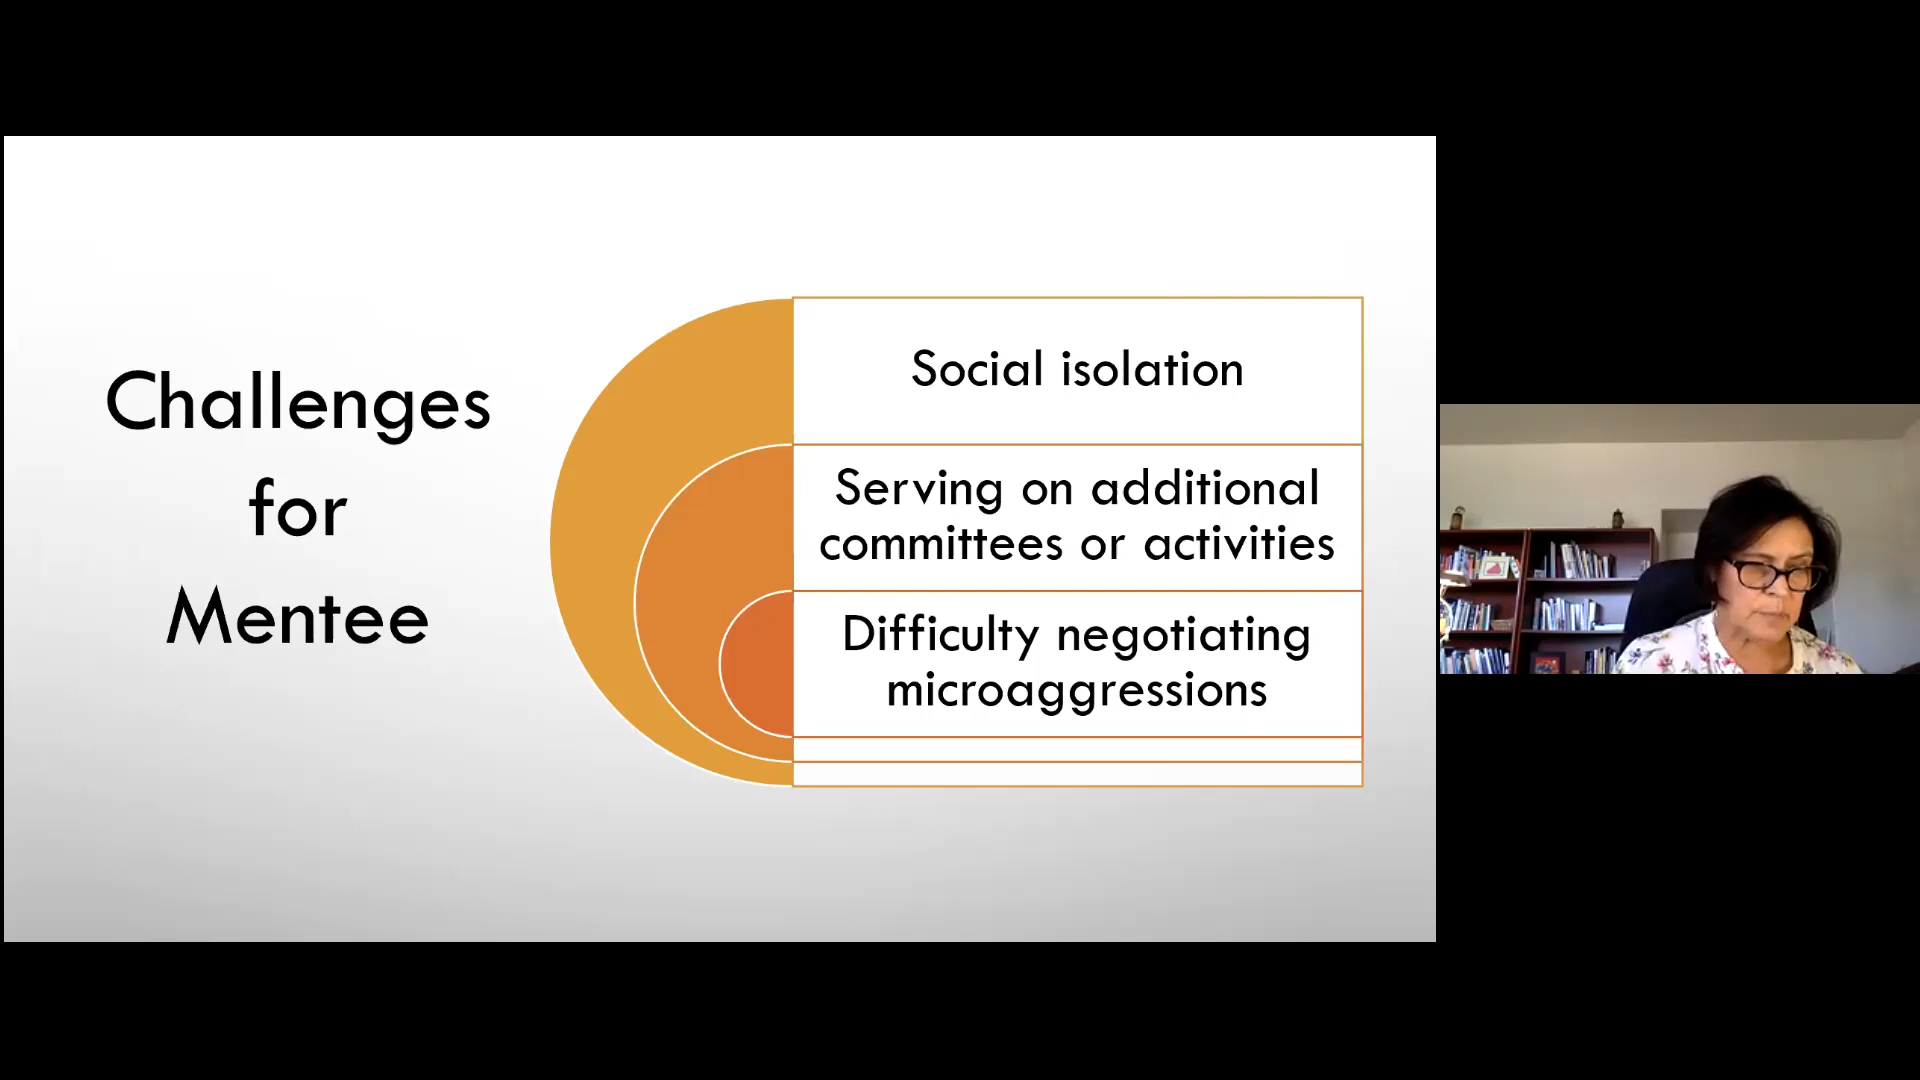 Challenges
for
Mentee
Social isolation
Serving on additional
committees or activities
Difficulty negotiating
microaggressions